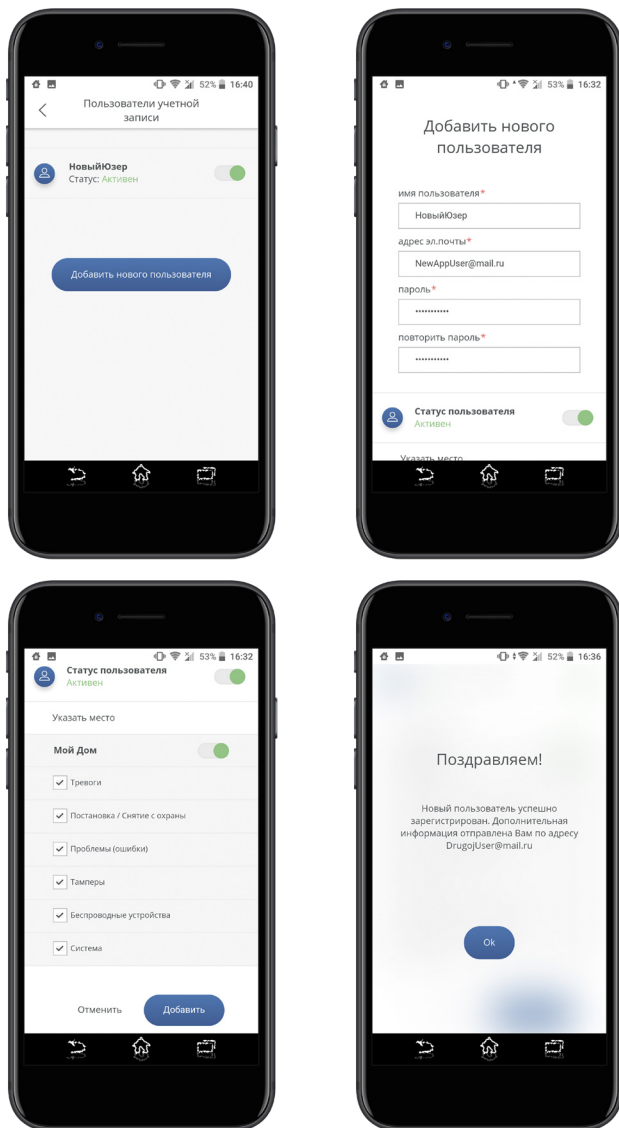 52% 16:40
Пользователи учетной
записи
НовыйЮзер
Статус: Активен
Добавить нового пользователя
53% 16:32
Добавить нового
пользователя
имя пользователя*
НовыйЮзер
адрес эл.почты*
NewAppUser@mail.ru
пароль*
•••••••••••
повторить пароль*
•••••••••••
Статус пользователя
Активен
Указать место
53% 16:32
Статус пользователя
Активен
Указать место
Мой Дом
Тревоги
Постановка / Снятие с охраны
Проблемы (ошибки)
Тамперы
Беспроводные устройства
Система
Отменить Добавить
52% 16:36
Поздравляем!
Новый пользователь успешно
зарегистрирован. Дополнительная
информация отправлена Вам по адресу
DrugojUser@mail.ru
Ok